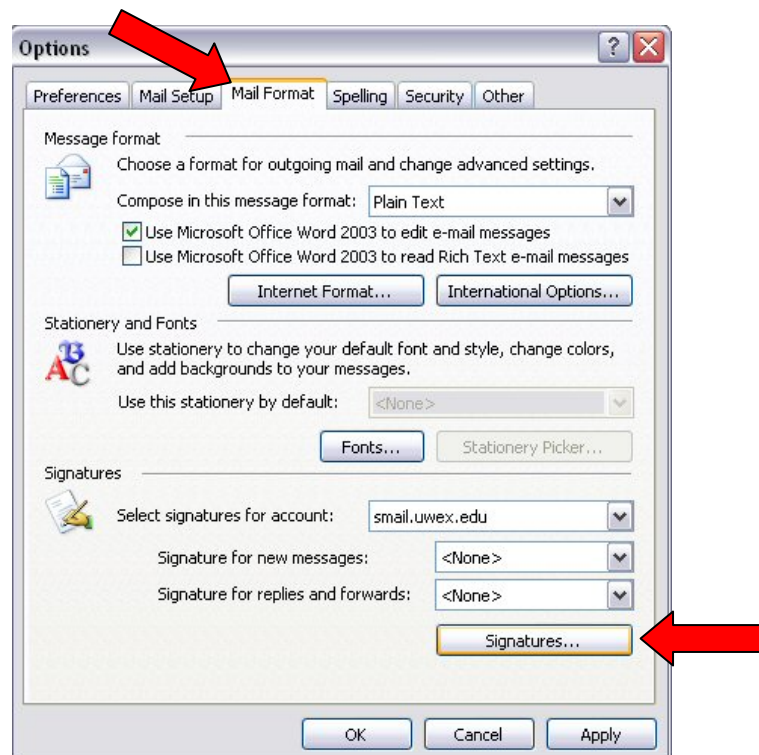 Options
Preferences Mail Setup Mail Format Spelling Security Other
Message format
Choose a format for outgoing mail and change advanced settings.
Compose in this message format: Plain Text
Use Microsoft Office Word 2003 to edit e-mail messages
Use Microsoft Office Word 2003 to read Rich Text e-mail messages
Internet Format... International Options...
Stationery and Fonts
Use stationery to change your default font and style, change colors,
and add backgrounds to your messages.
Use this stationery by default: <None>
Fonts... Stationery Picker...
Signatures
Select signatures for account: smail.uwex.edu
Signature for new messages: <None>
Signature for replies and forwards: <None>
Signatures...
OK Cancel Apply